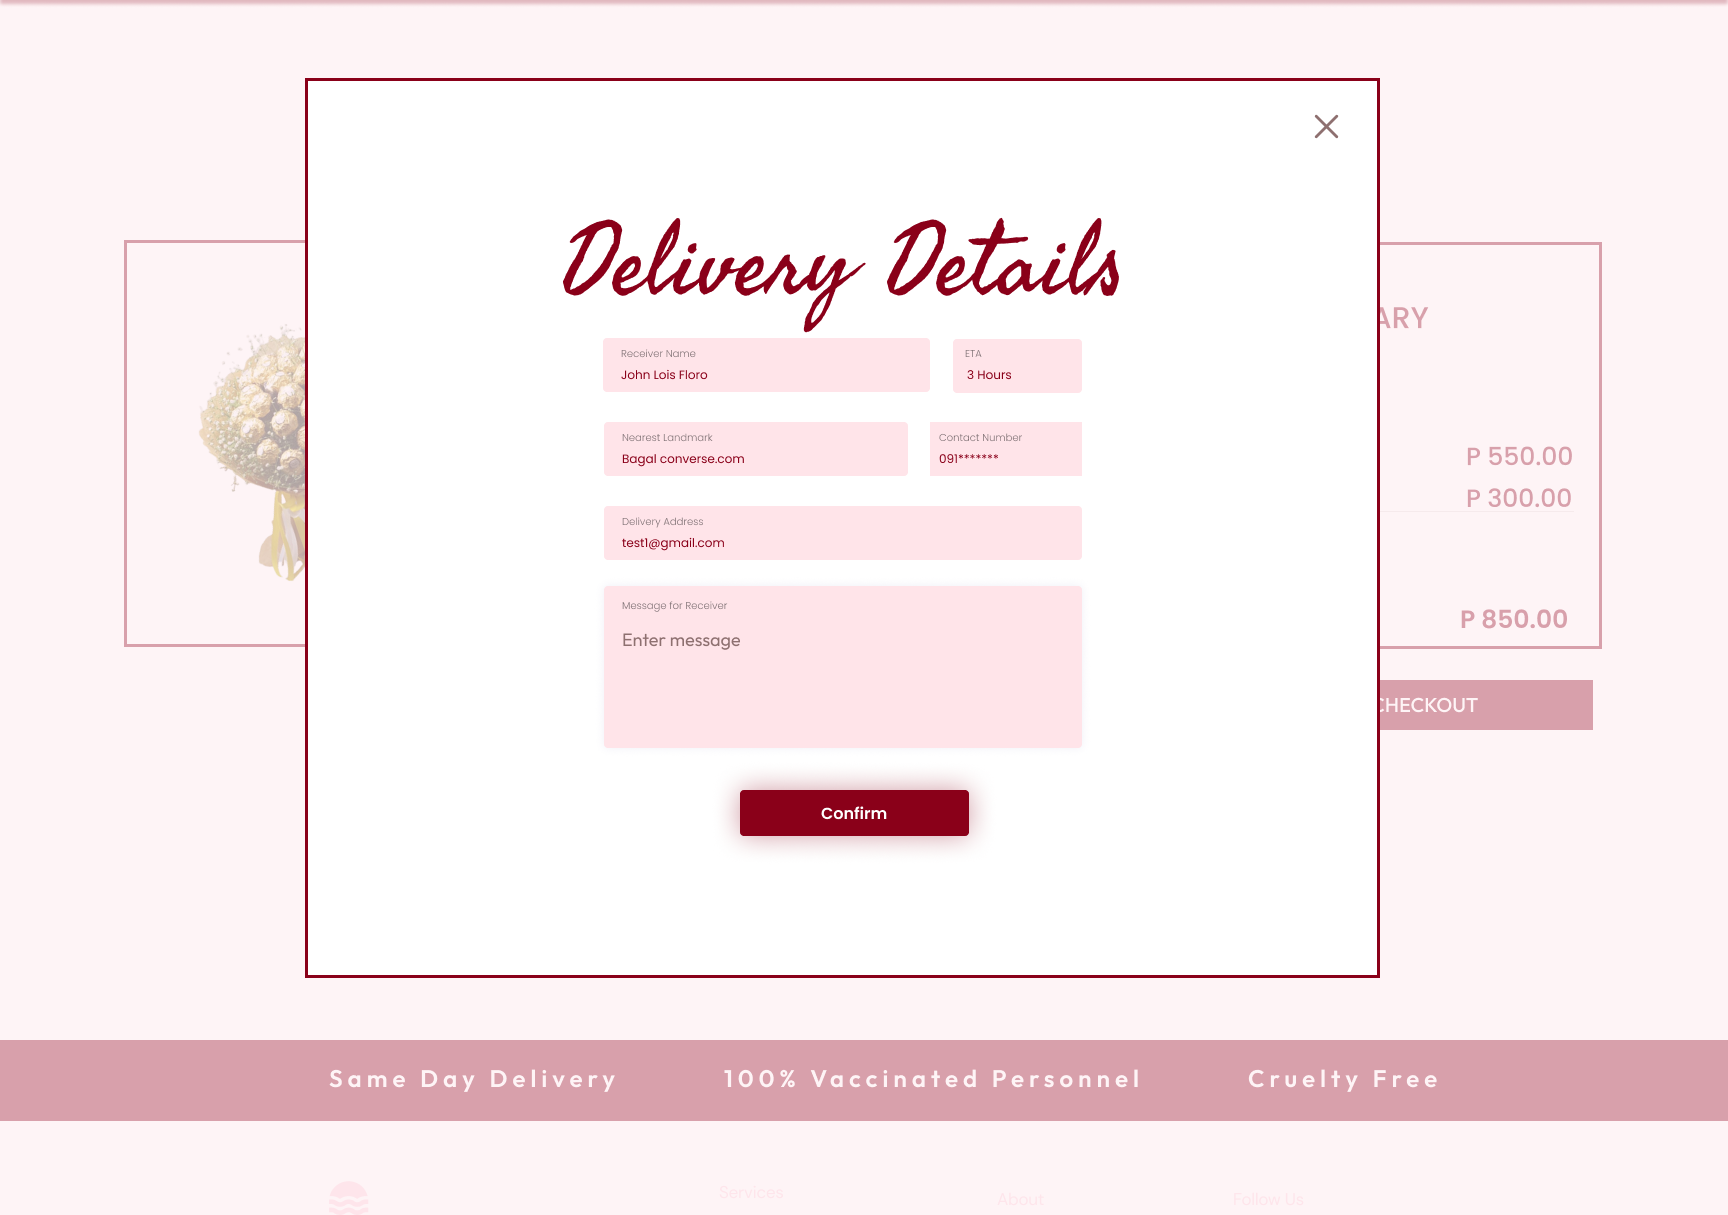 Delivery Details
Receiver Name
John Lois Floro
ETA
3 Hours
Nearest Landmark
Bagal converse.com
Contact Number
091*******
Delivery Address
test1@gmail.com
Message for Receiver
Enter message
Confirm
ARY
P 550.00
P 300.00
P 850.00
CHECKOUT
Same Day Delivery
100% Vaccinated Personnel
Cruelty Free
Services
About
Follow Us